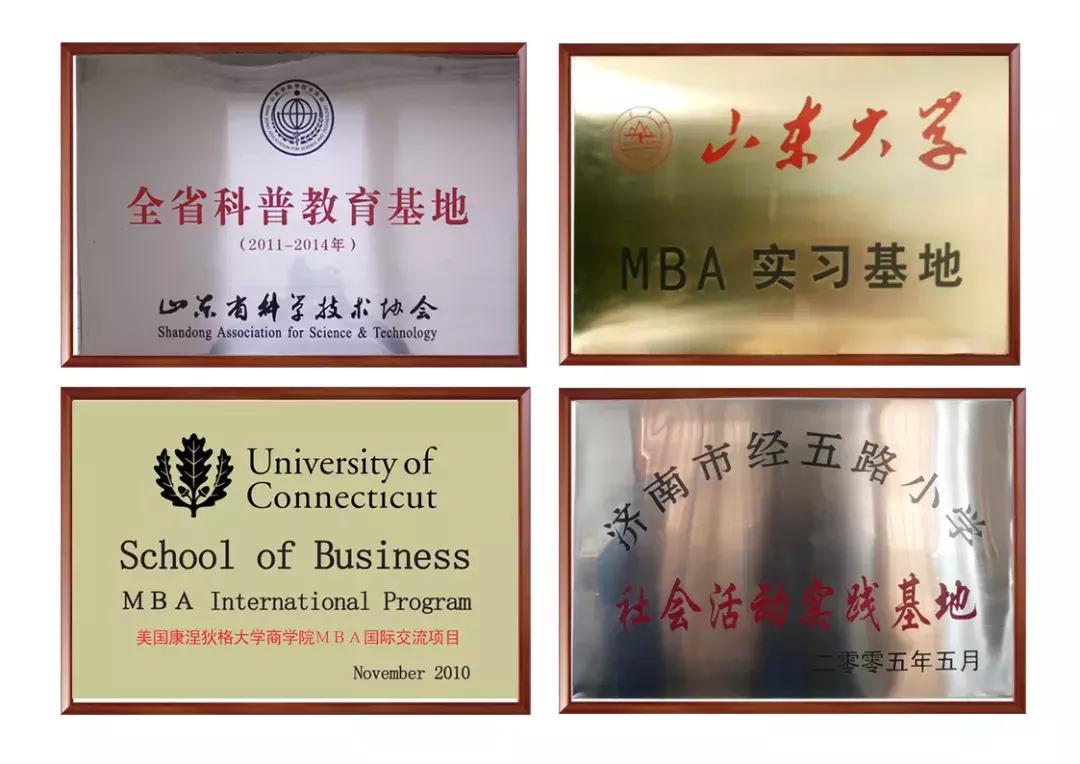 全省科普教育基地
（2011-2014年）
山东省科学技术协会
Shandong Association for Science & Technology
山东大学
MBA 实习基地
University of
Connecticut
School of Business
MBA International Program
美国康涅狄格大学商学院MBA国际交流项目
November 2010
济南市经五路小学
社会活动实践基地
二零零五年五月